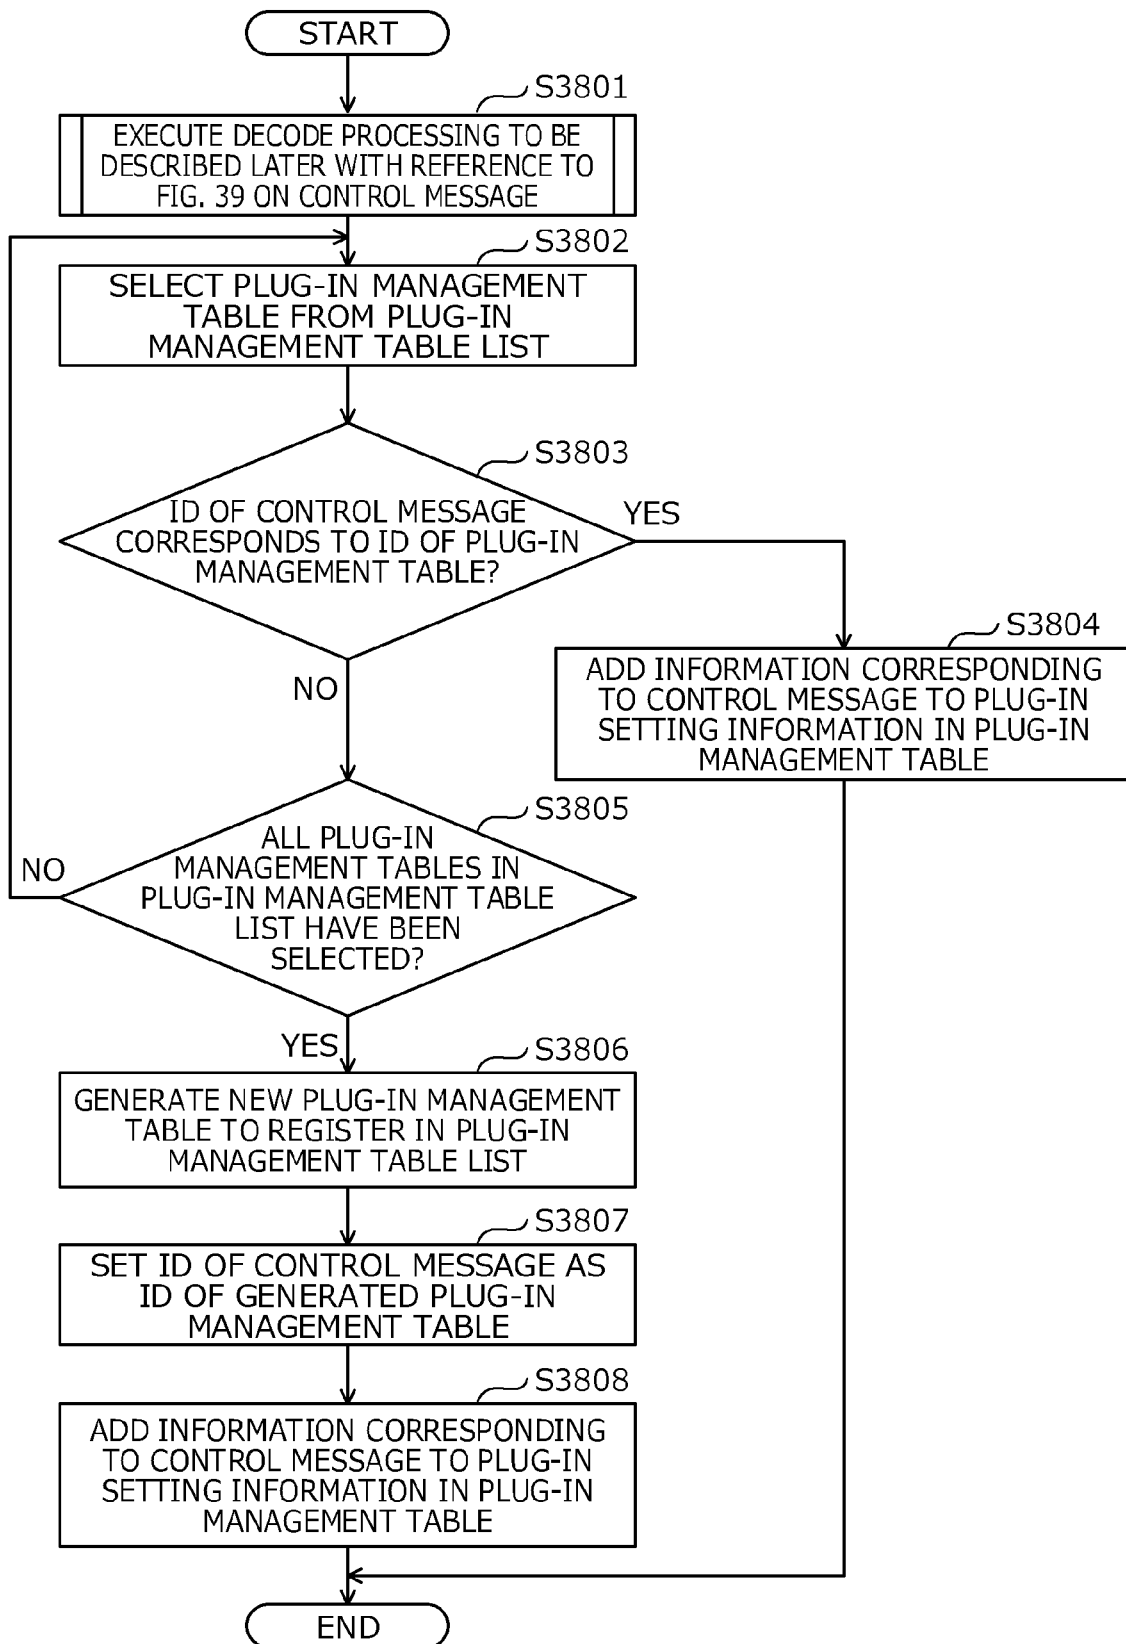 START
S3801
EXECUTE DECODE PROCESSING TO BE
DESCRIBED LATER WITH REFERENCE TO
FIG. 39 ON CONTROL MESSAGE
S3802
SELECT PLUG-IN MANAGEMENT
TABLE FROM PLUG-IN
MANAGEMENT TABLE LIST
S3803
ID OF CONTROL MESSAGE
CORRESPONDS TO ID OF PLUG-IN
MANAGEMENT TABLE?
YES
NO
S3804
ADD INFORMATION CORRESPONDING
TO CONTROL MESSAGE TO PLUG-IN
SETTING INFORMATION IN PLUG-IN
MANAGEMENT TABLE
S3805
ALL PLUG-IN
MANAGEMENT TABLES IN
PLUG-IN MANAGEMENT TABLE
LIST HAVE BEEN
SELECTED?
NO
YES
S3806
GENERATE NEW PLUG-IN MANAGEMENT
TABLE TO REGISTER IN PLUG-IN
MANAGEMENT TABLE LIST
S3807
SET ID OF CONTROL MESSAGE AS
ID OF GENERATED PLUG-IN
MANAGEMENT TABLE
S3808
ADD INFORMATION CORRESPONDING
TO CONTROL MESSAGE TO PLUG-IN
SETTING INFORMATION IN PLUG-IN
MANAGEMENT TABLE
END